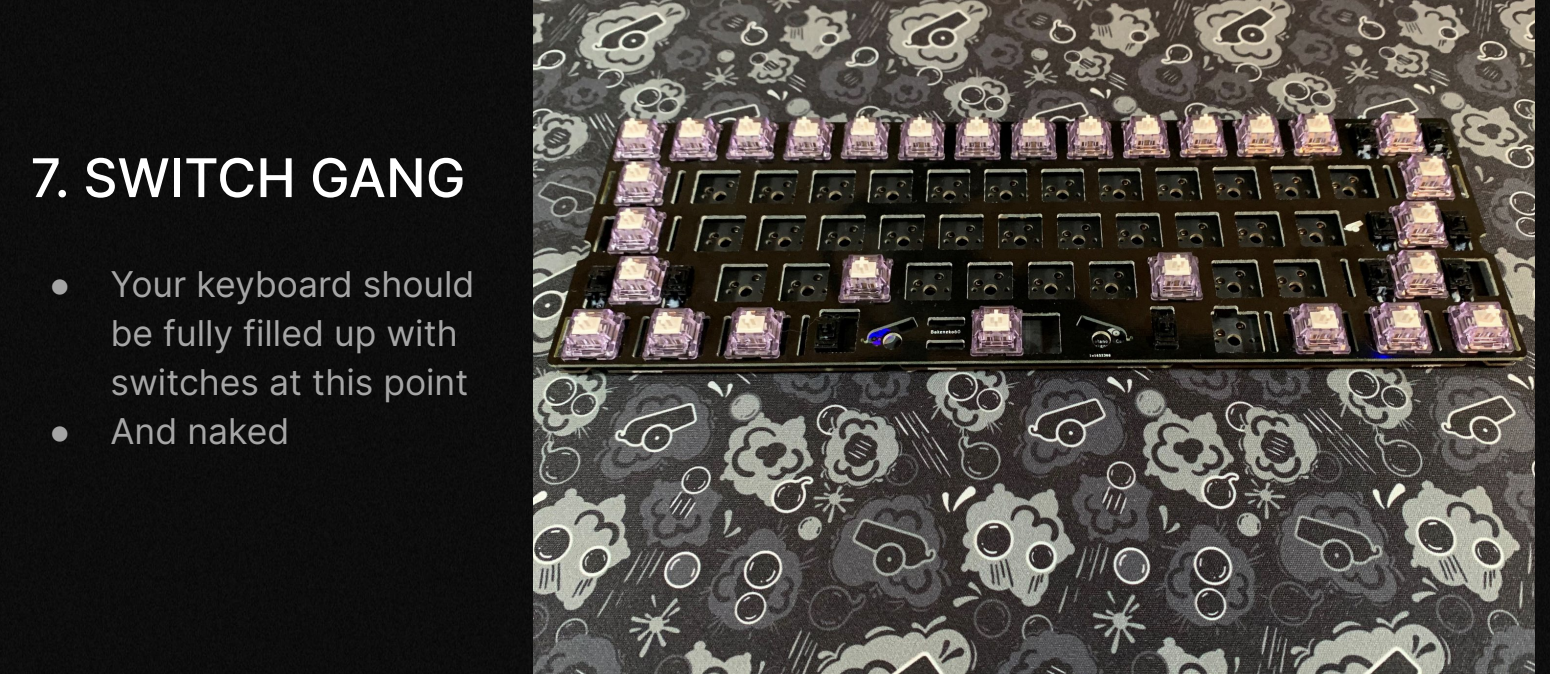 7. SWITCH GANG
● Your keyboard should
be fully filled up with
switches at this point
● And naked